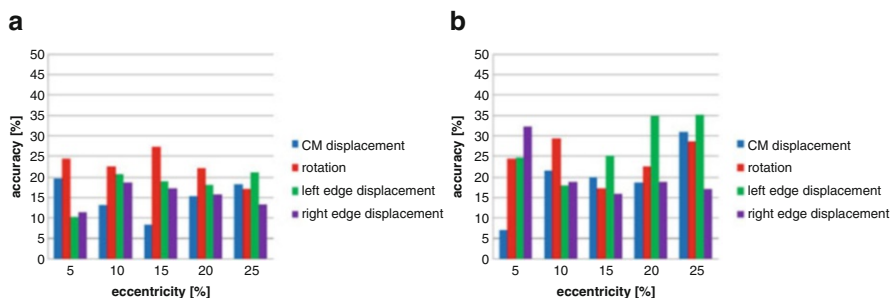 a
50
45
40
35
30
25
20
15
10
5
0
accuracy [%]
5 10 15 20 25
eccentricity [%]
CM displacement
rotation
left edge displacement
right edge displacement
b
50
45
40
35
30
25
20
15
10
5
0
accuracy [%]
5 10 15 20 25
eccentricity [%]
CM displacement
rotation
left edge displacement
right edge displacement